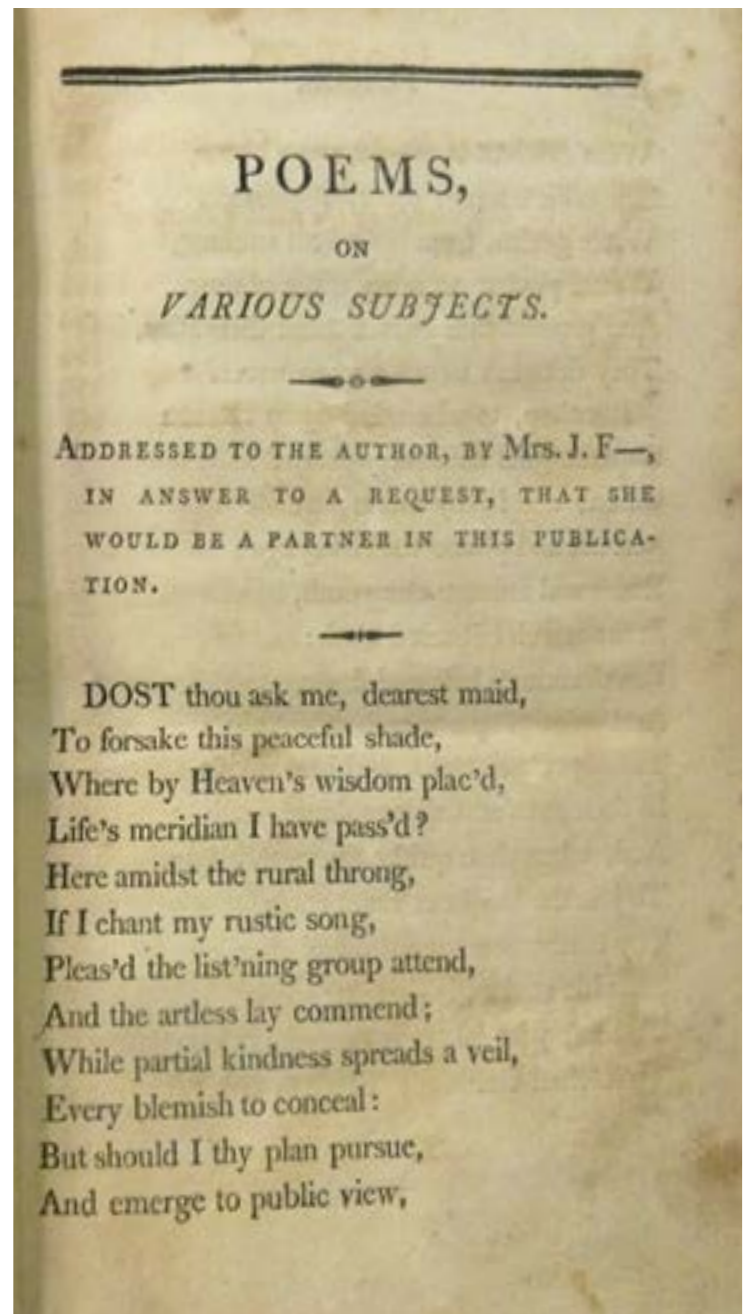 POEMS,
ON
VARIOUS SUBJECTS.
ADDRESSED TO THE AUTHOR, BY Mrs. J. F—,
IN ANSWER TO A REQUEST, THAT SHE
WOULD BE A PARTNER IN THIS PUBLICA-
TION.
DOST thou ask me, dearest maid,
To forsake this peaceful shade,
Where by Heaven's wisdom plac'd,
Life's meridian I have pass'd?
Here amidst the rural throng,
If I chant my rustic song,
Pleas'd the list'ning group attend,
And the artless lay commend;
While partial kindness spreads a veil,
Every blemish to conceal:
But should I thy plan pursue,
And emerge to public view,